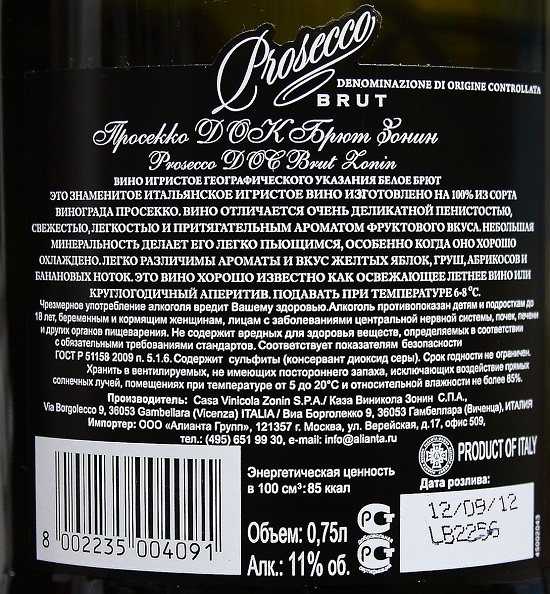 Prosecco
DENOMINAZIONE DI ORIGINE CONTROLLATA
BRUT
Просекко ДОК Брют Зонин
Prosecco DOC Brut Zonin
ВИНО ИГРИСТОЕ ГЕОГРАФИЧЕСКОГО УКАЗАНИЯ БЕЛОЕ БРЮТ
ЭТО ЗНАМЕНИТОЕ ИТАЛЬЯНСКОЕ ИГРИСТОЕ ВИНО ИЗГОТОВЛЕНО НА 100% ИЗ СОРТА
ВИНОГРАДА ПРОСЕККО. ВИНО ОТЛИЧАЕТСЯ ОЧЕНЬ ДЕЛИКАТНОЙ ПЕНИСТОСТЬЮ,
СВЕЖЕСТЬЮ, ЛЕГКОСТЬЮ И ПРИТЯГАТЕЛЬНЫМ АРОМАТОМ ФРУКТОВОГО ВКУСА. НЕБОЛЬШАЯ
МИНЕРАЛЬНОСТЬ ДЕЛАЕТ ЕГО ЛЕГКО ПЬЮЩИМСЯ, ОСОБЕННО КОГДА ОНО ХОРОШО
ОХЛАЖДЕНО. ЛЕГКО РАЗЛИЧИМЫ АРОМАТЫ И ВКУС ЖЕЛТЫХ ЯБЛОК, ГРУШ, АБРИКОСОВ И
БАНАНОВЫХ НОТОК. ЭТО ВИНО ХОРОШО ИЗВЕСТНО КАК ОСВЕЖАЮЩЕЕ ЛЕТНЕЕ ВИНО ИЛИ
КРУГЛОГОДИЧНЫЙ АПЕРИТИВ. ПОДАВАТЬ ПРИ ТЕМПЕРАТУРЕ 6-8 °С.
Чрезмерное употребление алкоголя вредит Вашему здоровью.Алкоголь противопоказан детям и подросткам до
18 лет, беременным и кормящим женщинам, лицам с заболеваниями центральной нервной системы, почек, печени
и других органов пищеварения. Не содержит вредных для здоровья веществ, определяемых в соответствии
с обязательными требованиями стандартов. Соответствует показателям безопасности
ГОСТ Р 51158 2009 п. 5.1.6.Содержит сульфиты (консервант диоксид серы). Срок годности не ограничен.
Хранить в вентилируемых, не имеющих постороннего запаха, исключающих воздействие прямых
солнечных лучей, помещениях при температуре от 5 до 20°С и относительной влажности не более 85%.
Производитель: Casa Vinicola Zonin S.P.A./ Каза Виникола Зонин С.П.А.,
Via Borgolecco 9, 36053 Gambellara (Vicenza) ITALIA / Виа Борголекко 9, 36053 Гамбеллара (Виченца), ИТАЛИЯ
Импортер: ООО «Алианта Групп», 121357 г. Москва, ул. Верейская, д.17, офис 509,
тел.: (495) 651 99 30, e-mail: info@alianta.ru
PRODUCT OF ITALY
Энергетическая ценность
в 100 см³: 85 ккал
Дата розлива:
12/09/12
LB2256
Объем: 0,75л
Алк.: 11% об.
8 002235 004091
45002043